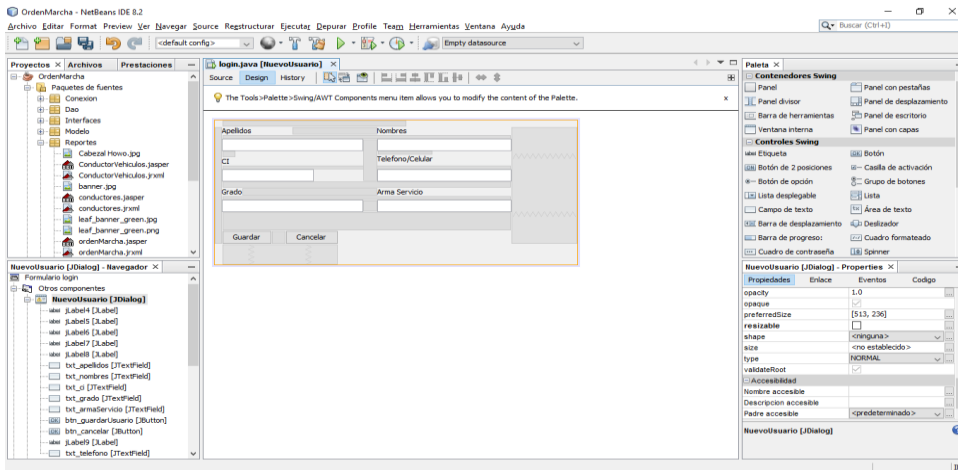 OrdenMarcha - NetBeans IDE 8.2
Archivo Editar Format Preview Ver Navegar Source Reestructurar Ejecutar Depurar Profile Team Herramientas Ventana Ayuda
Buscar (Ctrl+I)
<default config>
Empty datasource
Proyectos Archivos Prestaciones
OrdenMarcha
Paquetes de fuentes
Conexion
Dao
Interfaces
Modelo
Reportes
Cabezal Howo.jpg
ConductorVehiculos.jasper
ConductorVehiculos.jrxml
banner.jpg
conductores.jasper
conductores.jrxml
leaf_banner_green.jpg
leaf_banner_green.png
ordenMarcha.jasper
ordenMarcha.jrxml
NuevoUsuario [JDialog] - Navegador
Formulario login
Otros componentes
NuevoUsuario [JDialog]
label jLabel4 [JLabel]
label jLabel5 [JLabel]
label jLabel6 [JLabel]
label jLabel7 [JLabel]
label jLabel8 [JLabel]
txt_apellidos [JTextField]
txt_nombres [JTextField]
txt_ci [JTextField]
txt_grado [JTextField]
txt_armaServicio [JTextField]
btn_guardarUsuario [JButton]
btn_cancelar [JButton]
label jLabel9 [JLabel]
txt_telefono [JTextField]
login.java [NuevoUsuario]
Source Design History
The Tools>Palette>Swing/AWT Components menu item allows you to modify the content of the Palette. x
Apellidos Nombres
CI Telefono/Celular
Grado Arma Servicio
Guardar Cancelar
Paleta
Contenedores Swing
Panel Panel con pestañas
Panel divisor Panel de desplazamiento
Barra de herramientas Panel de escritorio
Ventana interna Panel con capas
Controles Swing
label Etiqueta OK Botón
Botón de 2 posiciones Casilla de activación
Botón de opción Grupo de botones
Lista desplegable Lista
Campo de texto Área de texto
Barra de desplazamiento Deslizador
Barra de progreso: Cuadro formateado
Cuadro de contraseña Spinner
NuevoUsuario [JDialog] - Properties
Propiedades Enlace Eventos Codigo
opacity 1.0
opaque
preferredSize [513, 236]
resizable
shape <ninguna>
size <no establecido>
type NORMAL
validateRoot
Accesibilidad
Nombre accesible
Descripcion accesible
Padre accesible <predeterminado>
NuevoUsuario [JDialog]